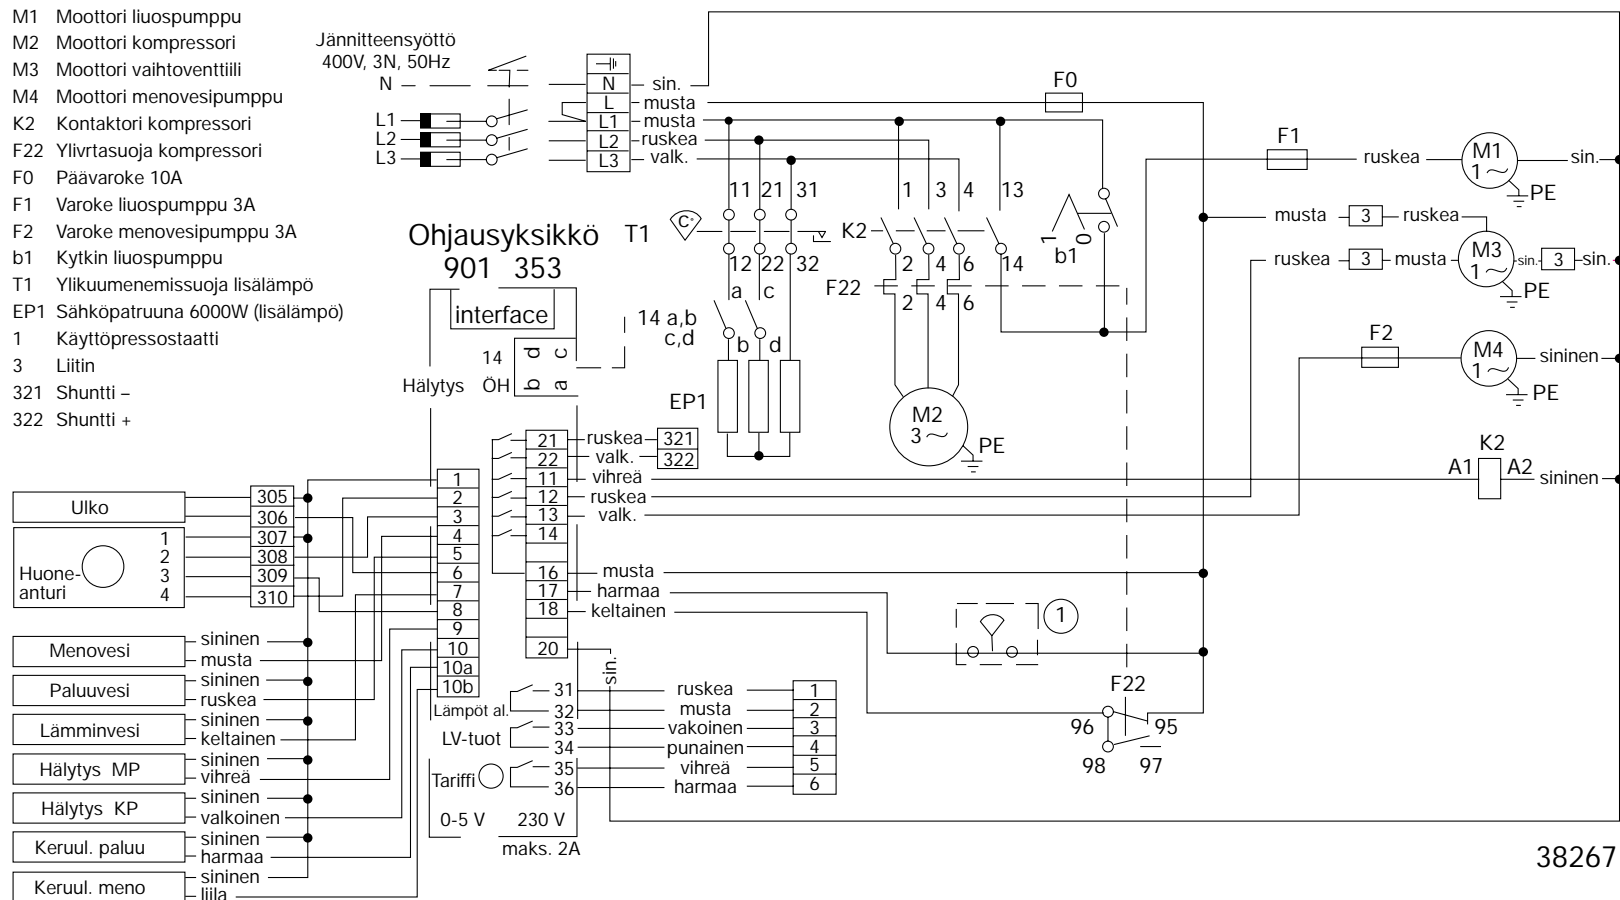 M1 Moottori liuospumppu
M2 Moottori kompressori
M3 Moottori vaihtoventtiili
M4 Moottori menovesipumppu
K2 Kontaktori kompressori
F22 Ylivrtasuoja kompressori
F0 Päävaroke 10A
F1 Varoke liuospumppu 3A
F2 Varoke menovesipumppu 3A
b1 Kytkin liuospumppu
T1 Ylikuumenemissuoja lisälämpö
EP1 Sähköpatruuna 6000W (lisälämpö)
1 Käyttöpressostaatti
3 Liitin
321 Shuntti –
322 Shuntti +
Jännitteensyöttö
400V, 3N, 50Hz
N N sin.
L musta F0
L1 L1 musta
L2 L2 ruskea
L3 L3 valk.
F1 ruskea M1 1~ sin. PE
musta 3 ruskea
ruskea 3 musta M3 1~ sin. 3 sin. PE
F2 M4 1~ sininen PE
K2 A1 A2 sininen
11 21 31
T1 C°
12 22 32
a c
b d
EP1
1 3 4 13
K2
2 4 6 14
F22 2 4 6
1 0
b1
M2 3~ PE
Ohjausyksikkö
901 353
interface
14 a,b
c,d
14 d c
Hälytys ÖH b a
21 ruskea 321
22 valk. 322
11 vihreä
12 ruskea
13 valk.
14
16 musta
17 harmaa
18 keltainen
20 sin.
1
2
3
4
5
6
7
8
9
10
10a
10b
Ulko 305
306
Huone-
anturi
1 307
2 308
3 309
4 310
Menovesi sininen
musta
Paluuvesi sininen
ruskea
Lämminvesi sininen
keltainen
Hälytys MP sininen
vihreä
Hälytys KP sininen
valkoinen
Keruul. paluu sininen
harmaa
Keruul. meno sininen
liila
31 ruskea 1
Lämpöt al. 32 musta 2
33 vakoinen 3
LV-tuot 34 punainen 4
35 vihreä 5
Tariffi 36 harmaa 6
0-5 V 230 V
maks. 2A
1
F22
96 95
98 97
38267